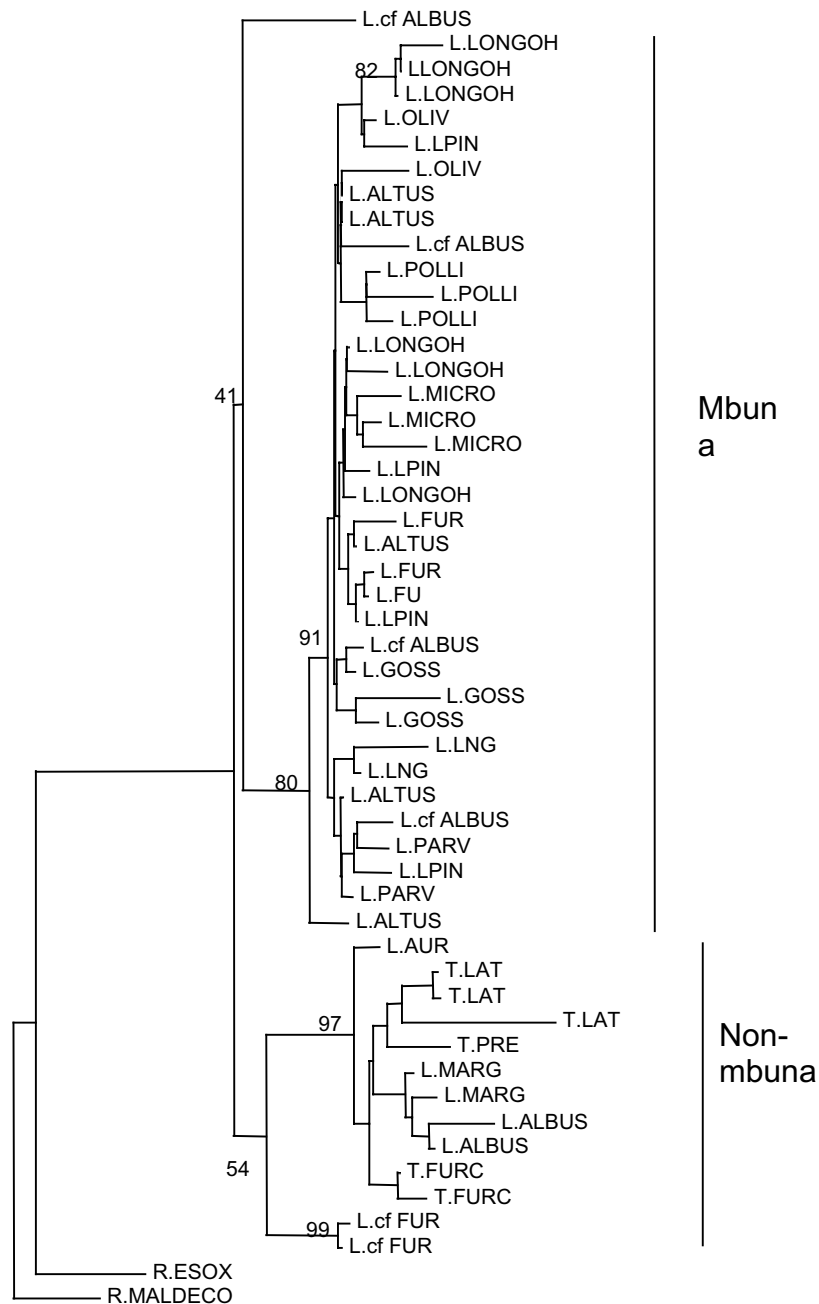 L.cf ALBUS
L.LONGOH
82
LLONGOH
L.LONGOH
L.OLIV
L.LPIN
L.OLIV
L.ALTUS
L.ALTUS
L.cf ALBUS
L.POLLI
L.POLLI
L.POLLI
L.LONGOH
L.LONGOH
41
L.MICRO
L.MICRO
L.MICRO
Mbun
a
L.LPIN
L.LONGOH
L.FUR
L.ALTUS
L.FUR
L.FU
L.LPIN
91
L.cf ALBUS
L.GOSS
L.GOSS
L.GOSS
L.LNG
L.LNG
80
L.ALTUS
L.cf ALBUS
L.PARV
L.LPIN
L.PARV
L.ALTUS
L.AUR
T.LAT
T.LAT
97
T.LAT
Non-
mbuna
T.PRE
L.MARG
L.MARG
L.ALBUS
L.ALBUS
54
T.FURC
T.FURC
L.cf FUR
99
L.cf FUR
R.ESOX
R.MALDECO